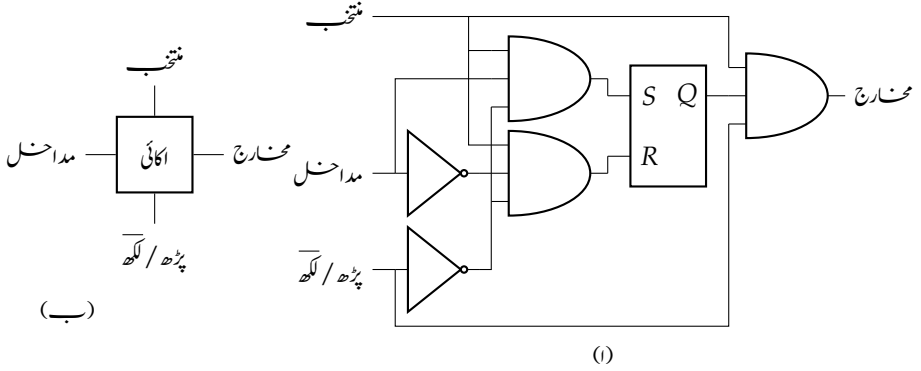 منتخب
منتخب
S Q
مخارج
مداخل
اکائی
مخارج
مداخل
R
پڑھ / لکھ̅
پڑھ / لکھ̅
(ب)
(ا)